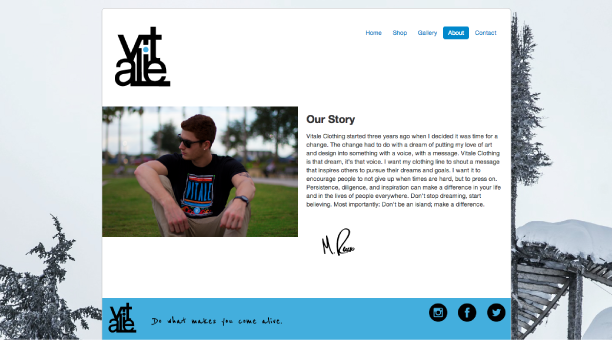 vit
alie
Home Shop Gallery About Contact
Our Story
Vitale Clothing started three years ago when I decided it was time for a
change. The change had to do with a dream of putting my love of art
and design into something with a voice, with a message. Vitale Clothing
is that dream, it's that voice. I want my clothing line to shout a message
that inspires others to pursue their dreams and goals. I want it to
encourage people to not give up when times are hard, but to press on.
Persistence, diligence, and inspiration can make a difference in your life
and in the lives of people everywhere. Don't stop dreaming, start
believing. Most importantly: Don't be an island; make a difference.
VITALE
M.
vit
alie
Do what makes you come alive.